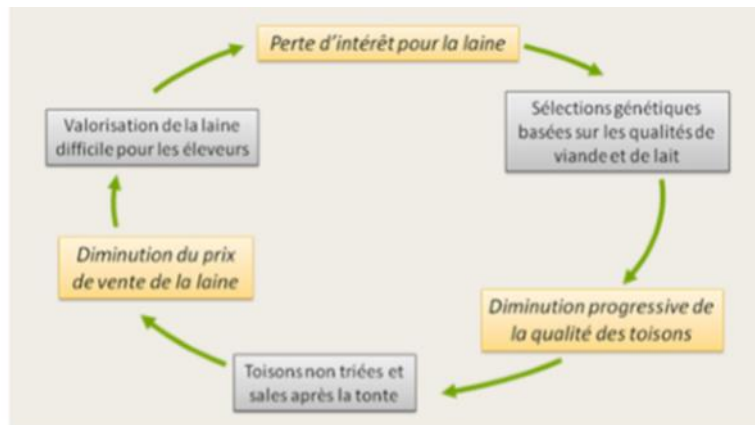 Perte d'intérêt pour la laine
Sélections génétiques
basées sur les qualités de
viande et de lait
Diminution progressive de
la qualité des toisons
Toisons non triées et
sales après la tonte
Diminution du prix
de vente de la laine
Valorisation de la laine
difficile pour les éleveurs